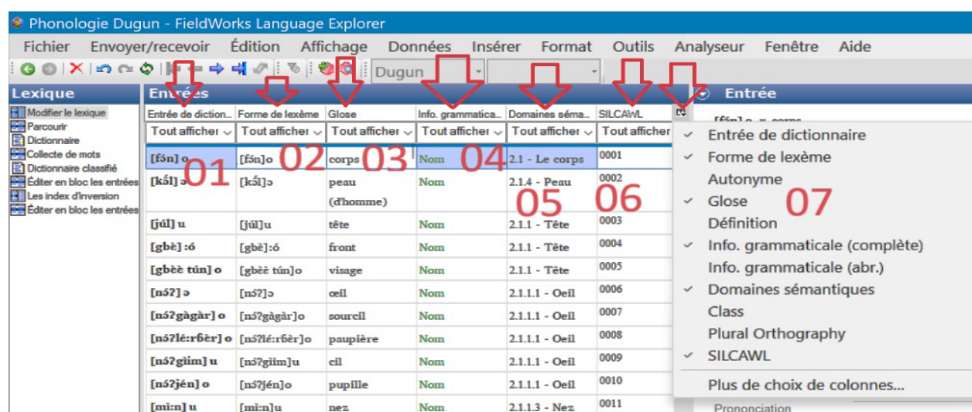 Phonologie Dugun - FieldWorks Language Explorer
Fichier Envoyer/recevoir Édition Affichage Données Insérer Format Outils Analyseur Fenêtre Aide
Dugun
Lexique
Modifier le lexique
Parcourir
Dictionnaire
Collecte de mots
Dictionnaire classifié
Éditer en bloc les entrées
Les index d'inversion
Éditer en bloc les entrées
Entrées
Entrée de diction... Forme de lexème Glose Info. grammatica... Domaines séma... SILCAWL
Tout afficher Tout afficher Tout afficher Tout afficher Tout afficher Tout afficher
[fɔ́n] o [fɔ́n]o corps Nom 2.1 - Le corps 0001
[kɔ́l] ɔ [kɔ́l]ɔ peau Nom 2.1.4 - Peau 0002
(d'homme)
[júl] u [júl]u tête Nom 2.1.1 - Tête 0003
[gbè] :ó [gbè]:ó front Nom 2.1.1 - Tête 0004
[gbèè tún] o [gbèè tún]o visage Nom 2.1.1 - Tête 0005
[nɔ́ʔ] ɔ [nɔ́ʔ]ɔ œil Nom 2.1.1.1 - Oeil 0006
[nɔ́ʔgàgàr] o [nɔ́ʔgàgàr]o sourcil Nom 2.1.1.1 - Oeil 0007
[nɔ́ʔlé:rɓèr] o [nɔ́ʔlé:rɓèr]o paupière Nom 2.1.1.1 - Oeil 0008
[nɔ́ʔgììm] u [nɔ́ʔgììm]u cil Nom 2.1.1.1 - Oeil 0009
[nɔ́ʔjén] o [nɔ́ʔjén]o pupille Nom 2.1.1.1 - Oeil 0010
[mì:n] u [mì:n]u nez Nom 2.1.1.3 - Nez 0011
01 02 03 04 05 06 07
Entrée
Entrée de dictionnaire
Forme de lexème
Autonyme
Glose
Définition
Info. grammaticale (complète)
Info. grammaticale (abr.)
Domaines sémantiques
Class
Plural Orthography
SILCAWL
Plus de choix de colonnes...
Prononciation